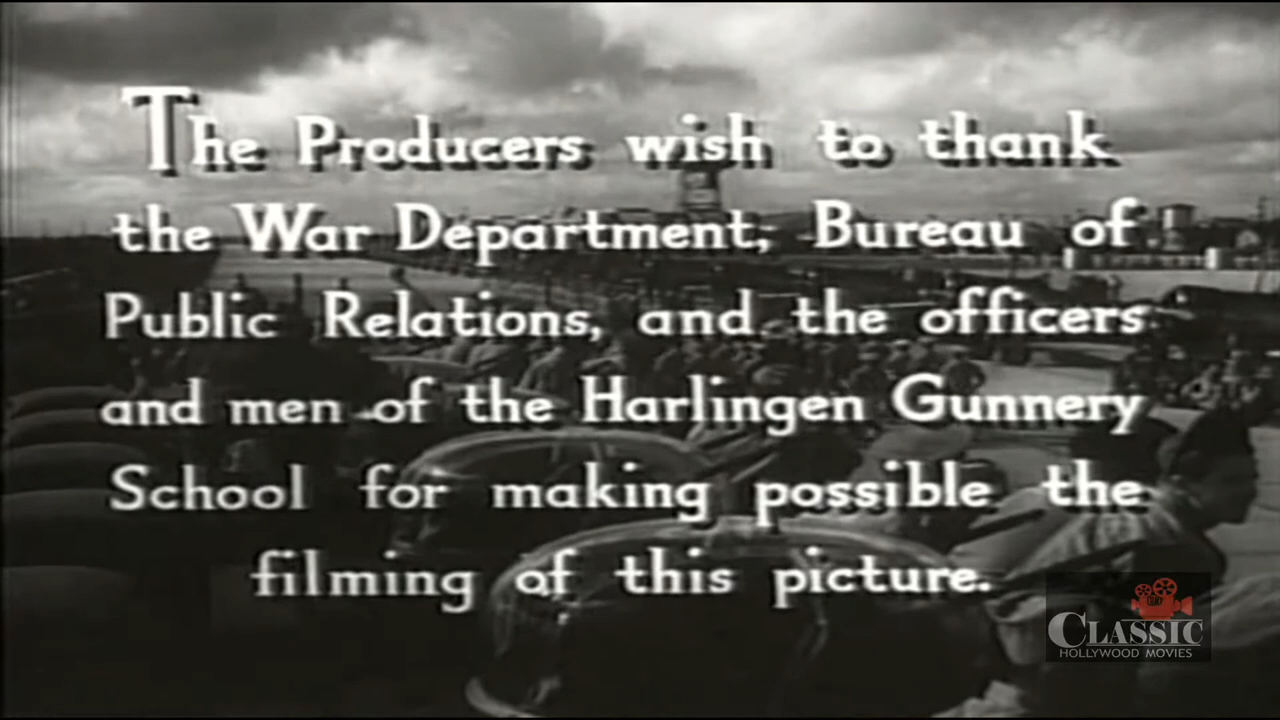 The Producers wish to thank
the War Department, Bureau of
Public Relations, and the officers
and men of the Harlingen Gunnery
School for making possible the
filming of this picture.
CLASSIC
HOLLYWOOD MOVIES